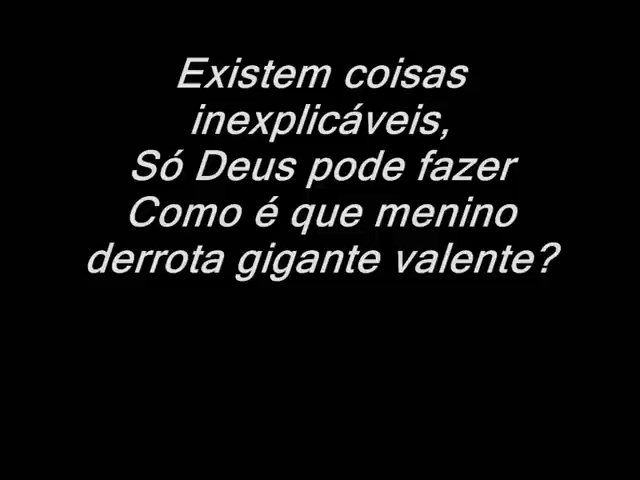 Existem coisas
inexplicáveis,
Só Deus pode fazer
Como é que menino
derrota gigante valente?